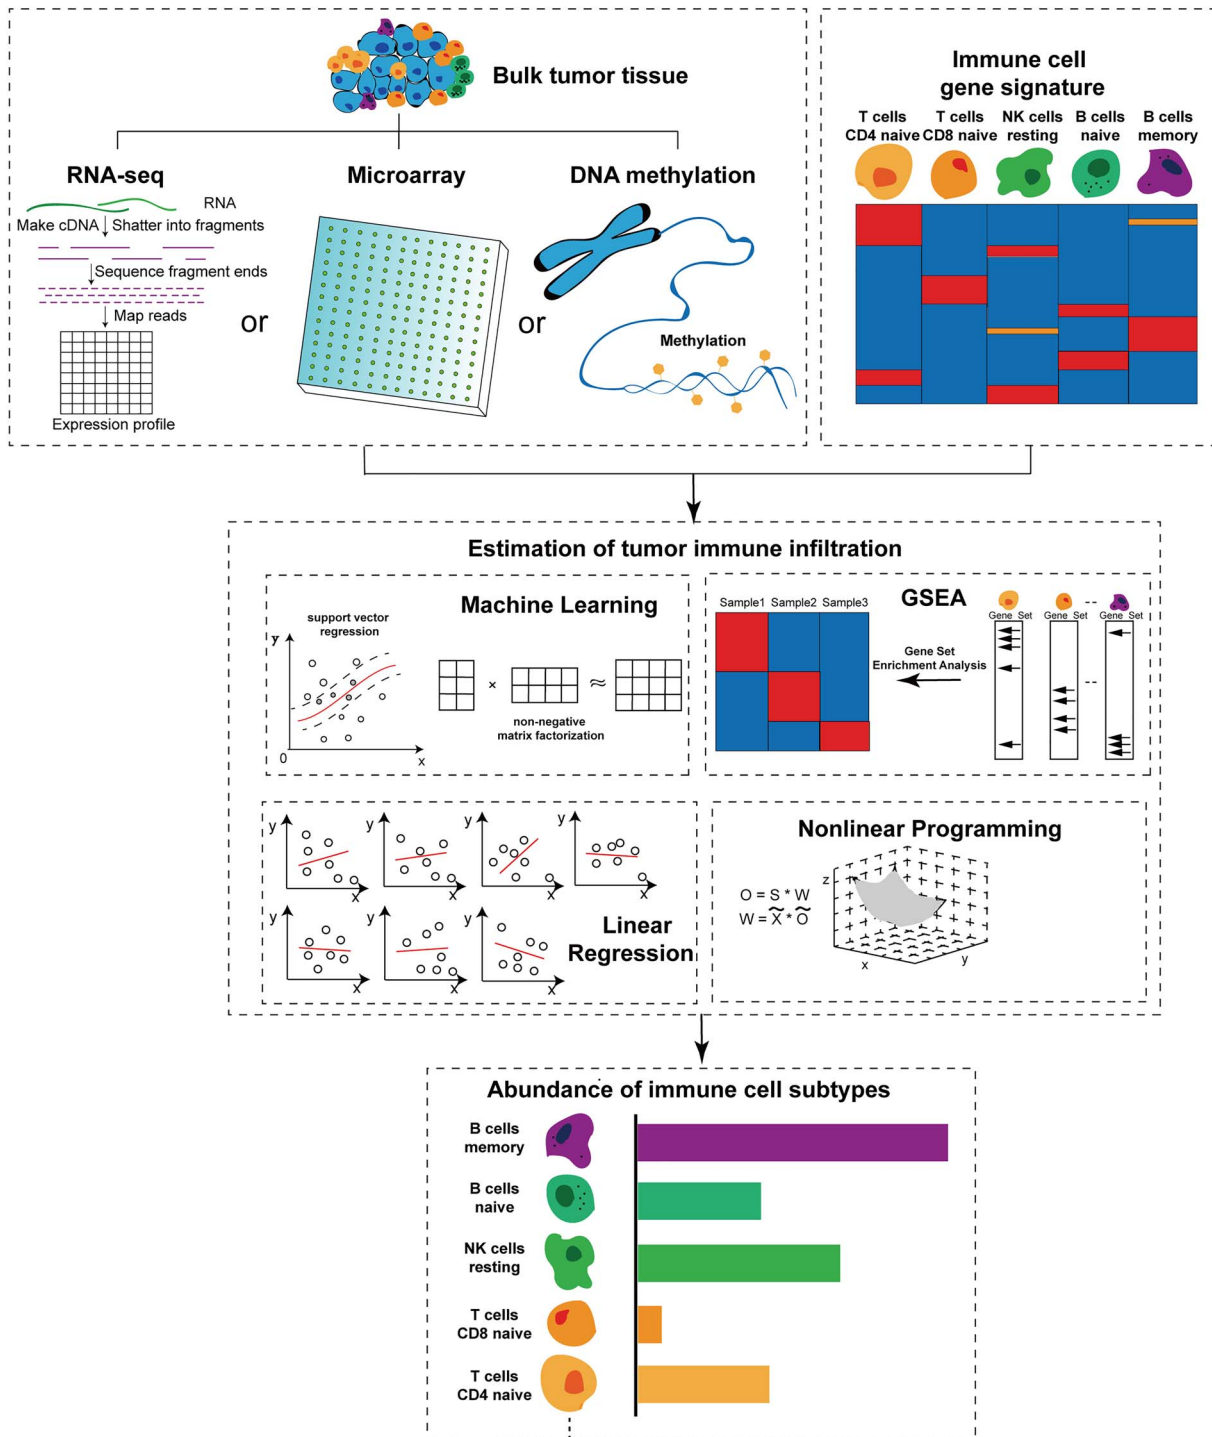 Bulk tumor tissue
RNA-seq
RNA
Make cDNA
Shatter into fragments
Sequence fragment ends
Map reads
Expression profile
or
Microarray
or
DNA methylation
Methylation
Immune cell
gene signature
T cells
CD4 naive
T cells
CD8 naive
NK cells
resting
B cells
naive
B cells
memory
Estimation of tumor immune infiltration
Machine Learning
support vector
regression
y
0
x
×
≈
non-negative
matrix factorization
Sample1
Sample2
Sample3
GSEA
Gene Set
Enrichment Analysis
Gene Set
Gene Set
Gene Set
--
--
y
x
y
x
y
x
y
x
y
x
y
x
y
x
Linear
Regression
Nonlinear Programming
O = S * W
W = X̃ * Õ
z
x
y
Abundance of immune cell subtypes
B cells
memory
B cells
naive
NK cells
resting
T cells
CD8 naive
T cells
CD4 naive